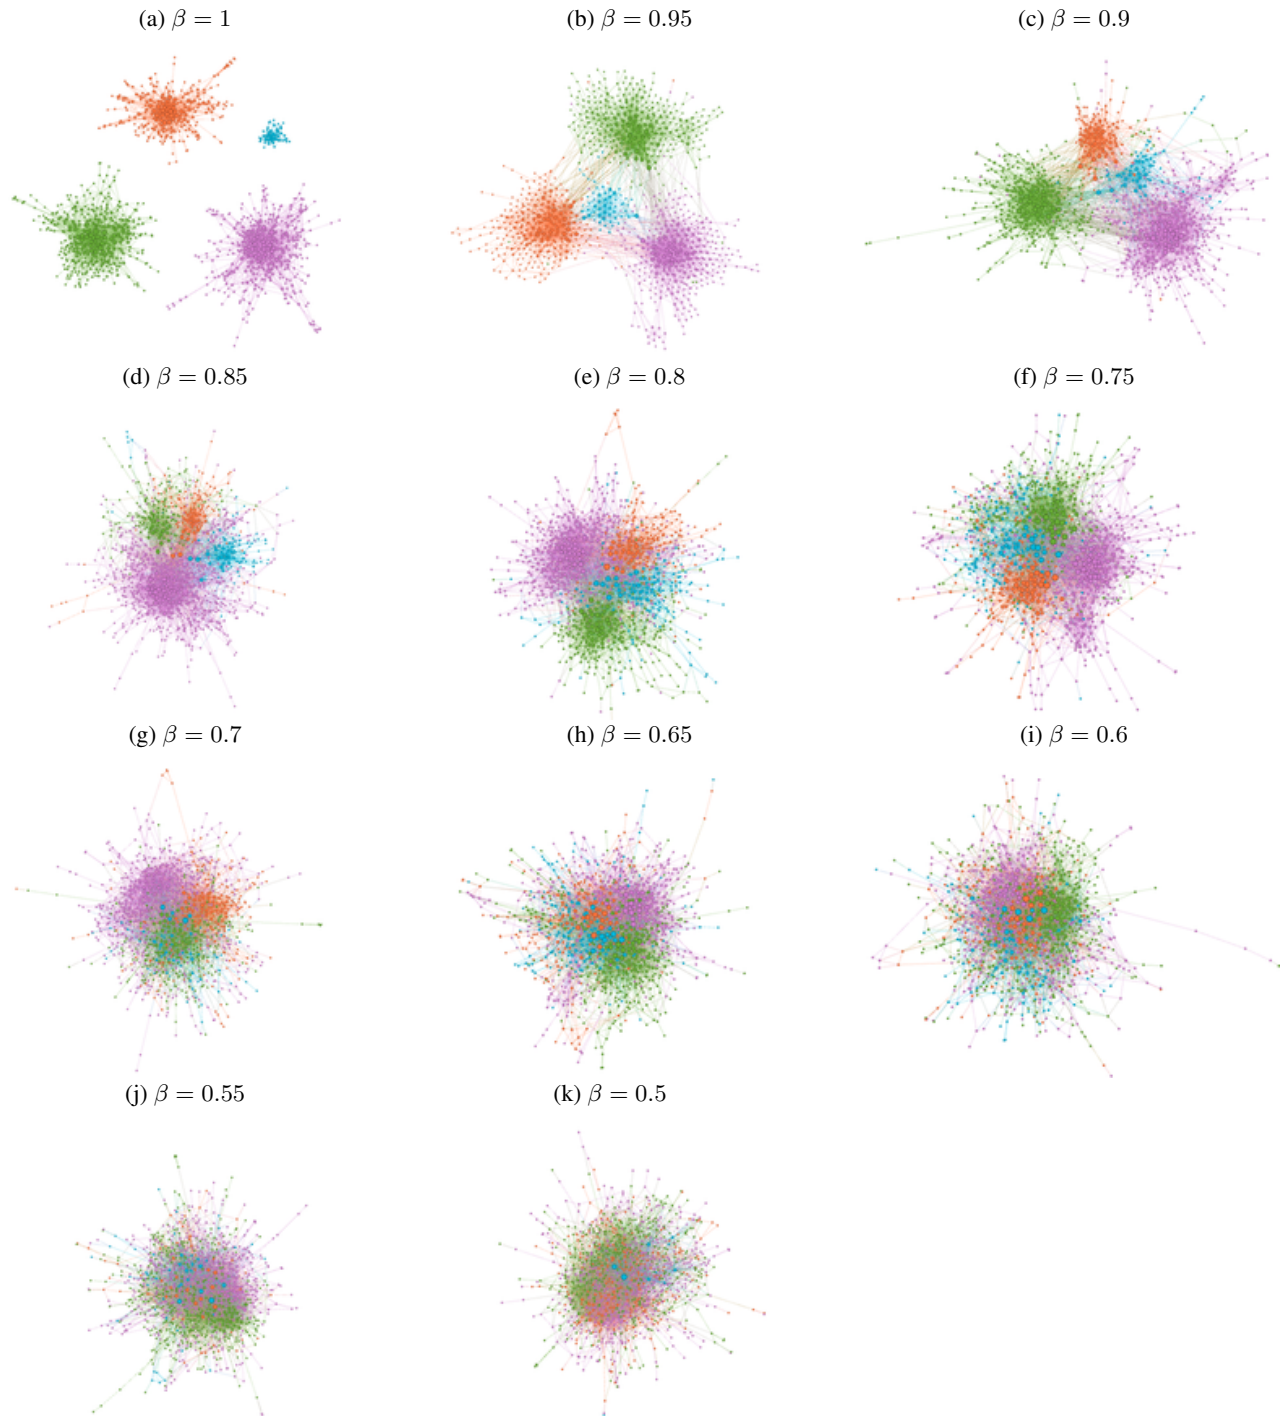 (a) β = 1
(b) β = 0.95
(c) β = 0.9
(d) β = 0.85
(e) β = 0.8
(f) β = 0.75
(g) β = 0.7
(h) β = 0.65
(i) β = 0.6
(j) β = 0.55
(k) β = 0.5